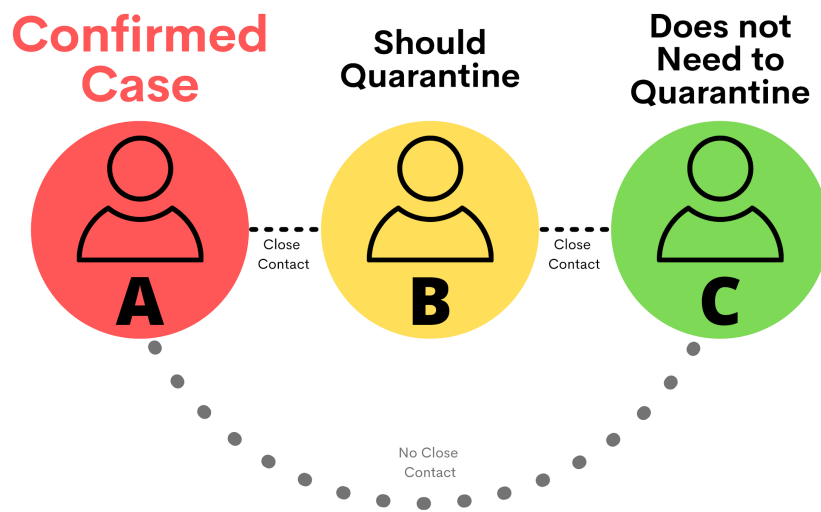 Confirmed
Case
Should
Quarantine
Does not
Need to
Quarantine
Close
Contact
Close
Contact
A
B
C
No Close
Contact